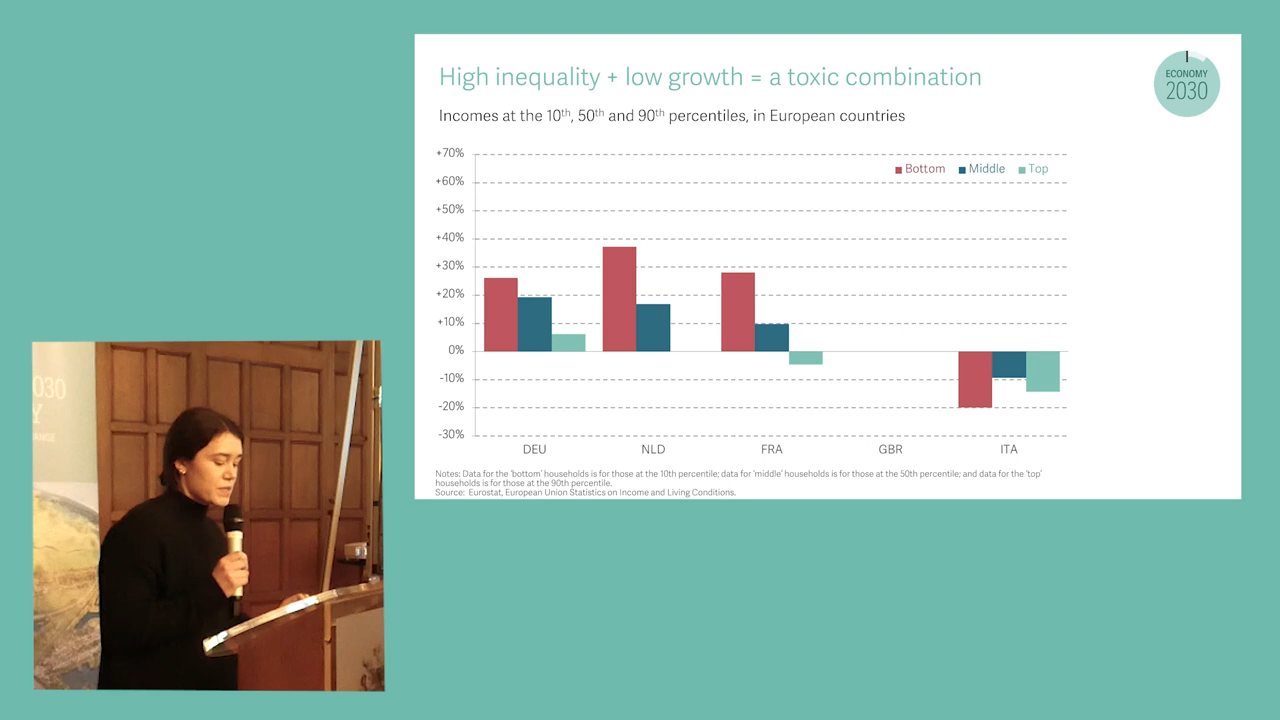 High inequality + low growth = a toxic combination
ECONOMY
2030
Incomes at the 10th, 50th and 90th percentiles, in European countries
+70%
+60%
+50%
+40%
+30%
+20%
+10%
0%
-10%
-20%
-30%
Bottom Middle Top
DEU NLD FRA GBR ITA
Notes: Data for the 'bottom' households is for those at the 10th percentile; data for 'middle' households is for those at the 50th percentile; and data for the 'top'
households is for those at the 90th percentile.
Source: Eurostat, European Union Statistics on Income and Living Conditions.
030
Y